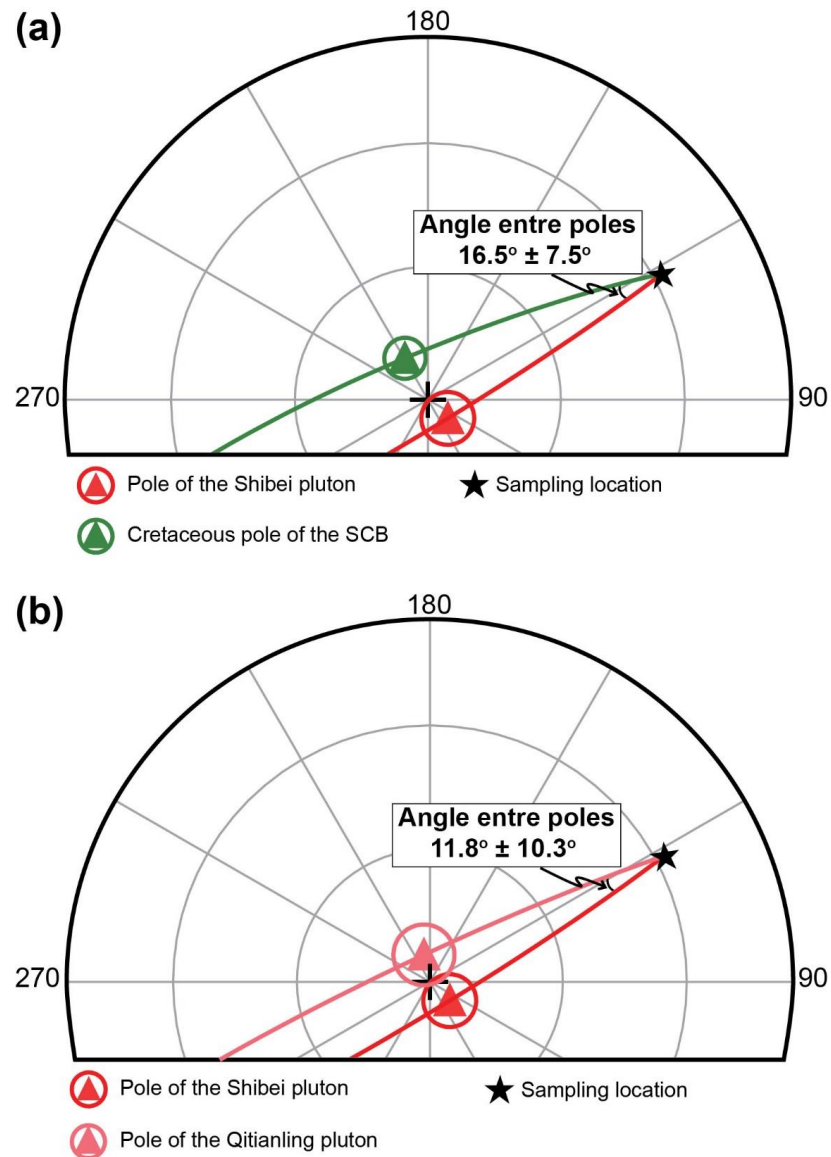 (a)
180
Angle entre poles
16.5° ± 7.5°
270
90
Pole of the Shibei pluton
Sampling location
Cretaceous pole of the SCB
(b)
180
Angle entre poles
11.8° ± 10.3°
270
90
Pole of the Shibei pluton
Sampling location
Pole of the Qitianling pluton